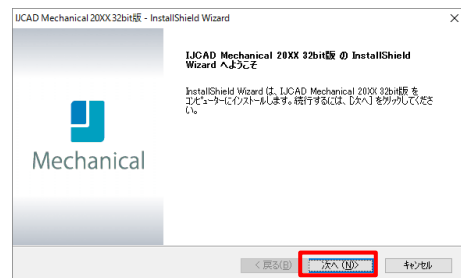 IJCAD Mechanical 20XX 32bit版 - InstallShield Wizard
IJCAD Mechanical 20XX 32bit版 の InstallShield
Wizard へようこそ
InstallShield Wizard は、IJCAD Mechanical 20XX 32bit版 を
コンピューターにインストールします。続行するには、[次へ] をクリックしてくださ
い。
Mechanical
< 戻る(B)
次へ (N)>
キャンセル